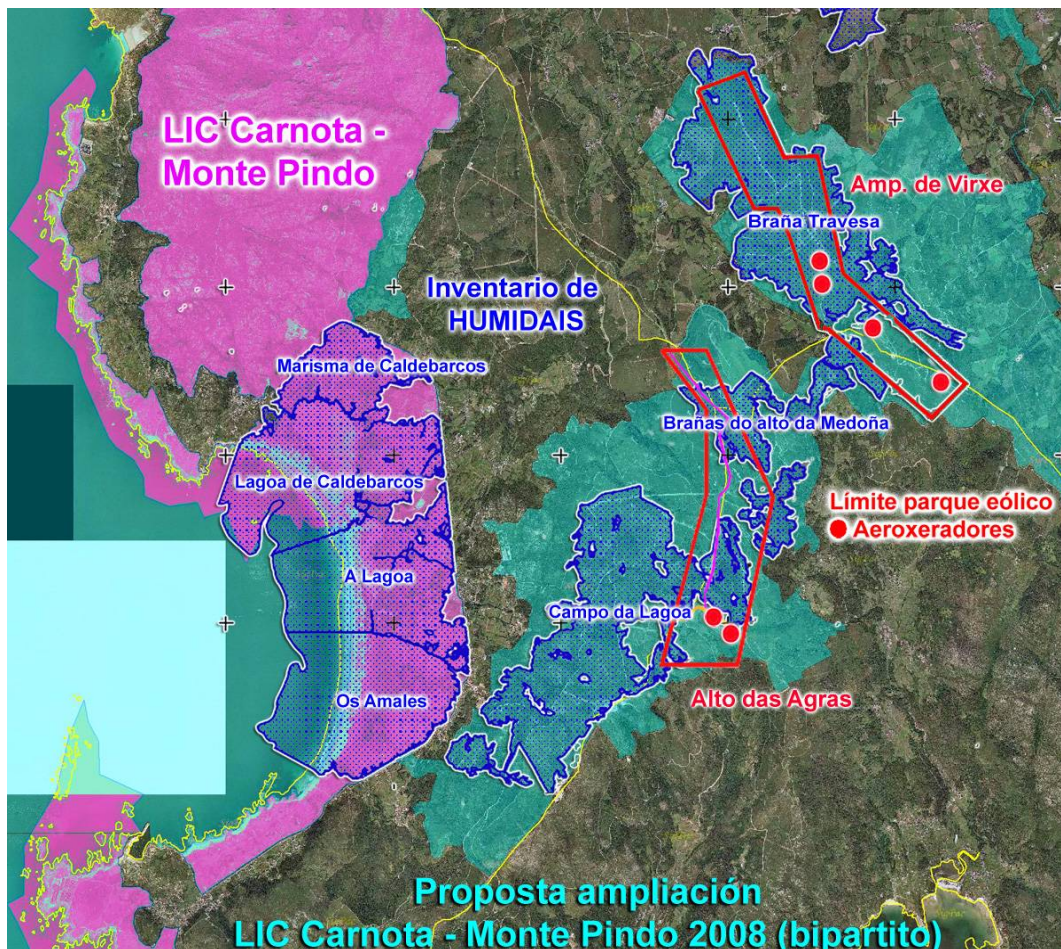 LIC Carnota -
Monte Pindo
Amp. de Virxe
Braña Travesa
Inventario de
HUMIDAIS
Marisma de Caldebarcos
Brañas do alto da Medoña
Lagoa de Caldebarcos
Límite parque eólico
Aeroxeradores
A Lagoa
Campo da Lagoa
Os Amales
Alto das Agras
Proposta ampliación
LIC Carnota - Monte Pindo 2008 (bipartito)